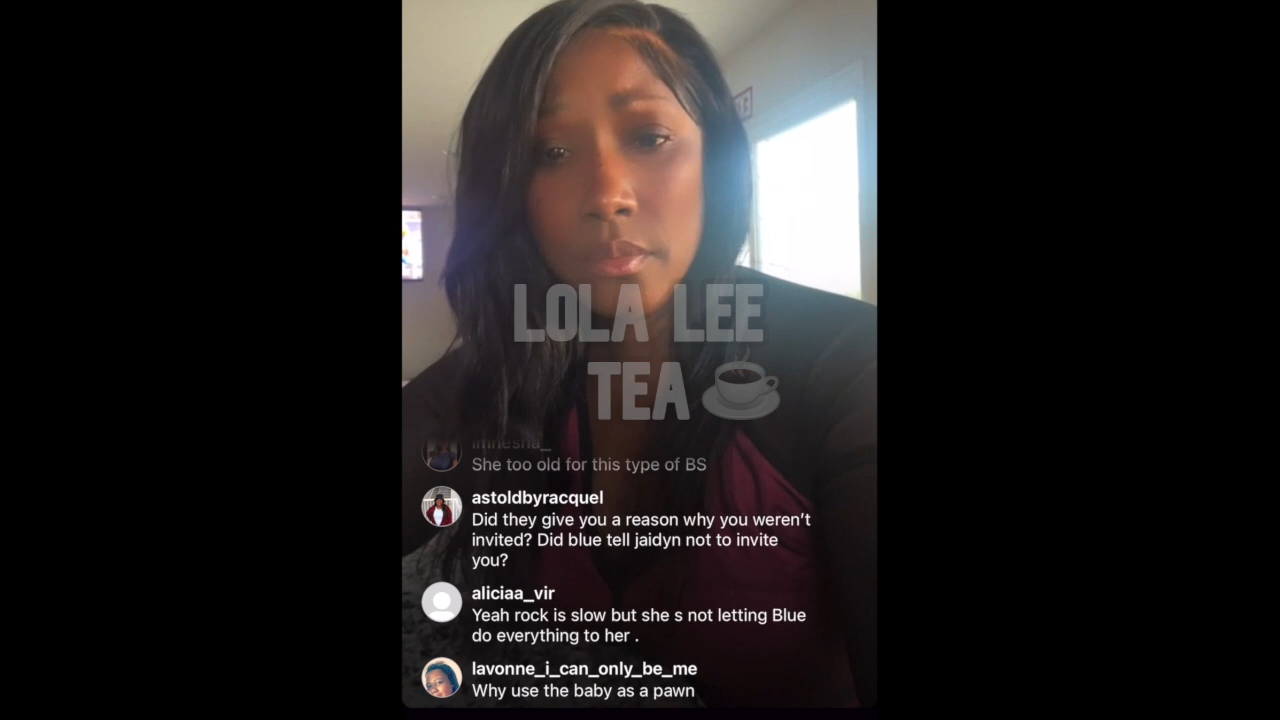 LOLA LEE
TEA
imnesha_
She too old for this type of BS
astoldbyracquel
Did they give you a reason why you weren’t
invited? Did blue tell jaidyn not to invite
you?
aliciaa_vir
Yeah rock is slow but she s not letting Blue
do everything to her .
lavonne_i_can_only_be_me
Why use the baby as a pawn